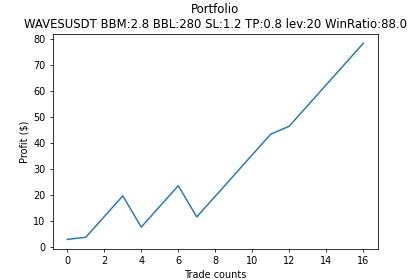 Portfolio
WAVESUSDT BBM:2.8 BBL:280 SL:1.2 TP:0.8 lev:20 WinRatio:88.0
80
70
60
50
40
30
20
10
0
Profit ($)
0 2 4 6 8 10 12 14 16
Trade counts